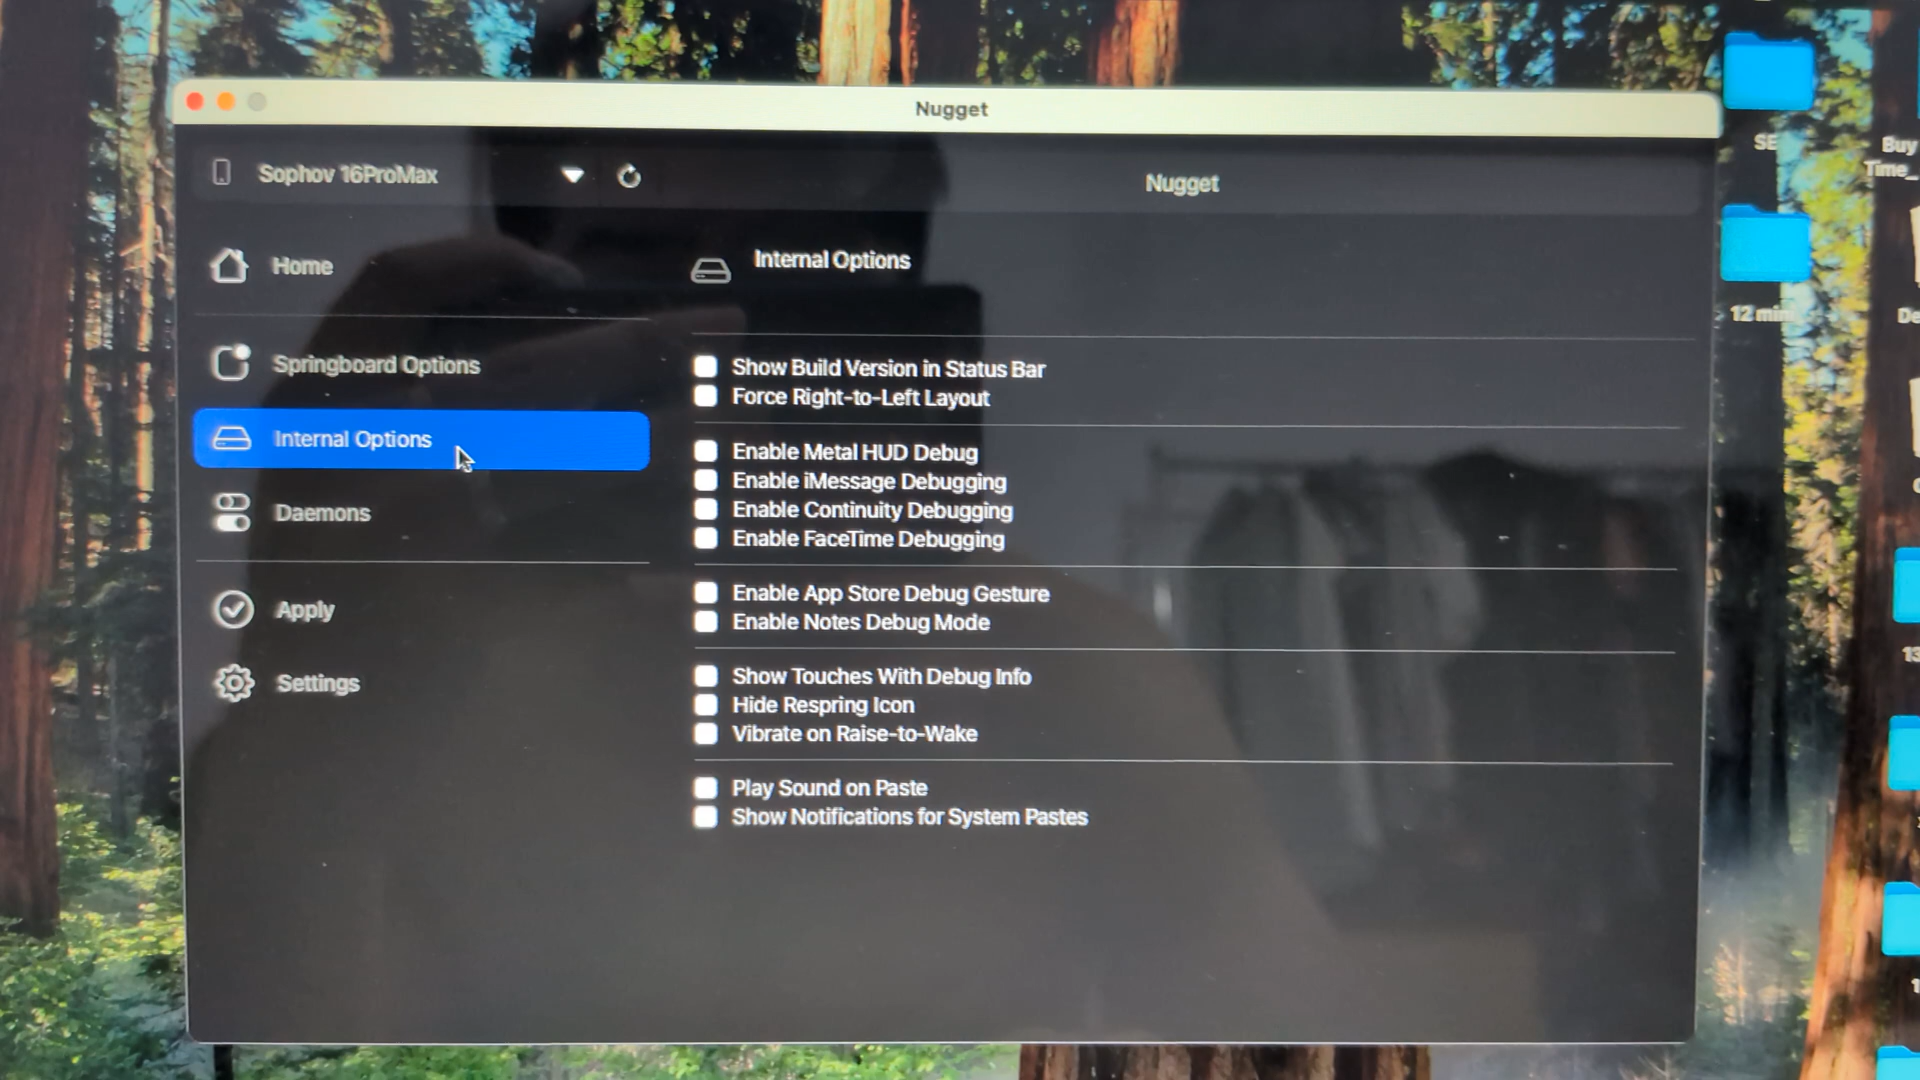 Nugget
Sophov 16ProMax
Nugget
Home
Springboard Options
Internal Options
Daemons
Apply
Settings
Internal Options
Show Build Version in Status Bar
Force Right-to-Left Layout
Enable Metal HUD Debug
Enable iMessage Debugging
Enable Continuity Debugging
Enable FaceTime Debugging
Enable App Store Debug Gesture
Enable Notes Debug Mode
Show Touches With Debug Info
Hide Respring Icon
Vibrate on Raise-to-Wake
Play Sound on Paste
Show Notifications for System Pastes
SE
12 mini
Buy
Time_